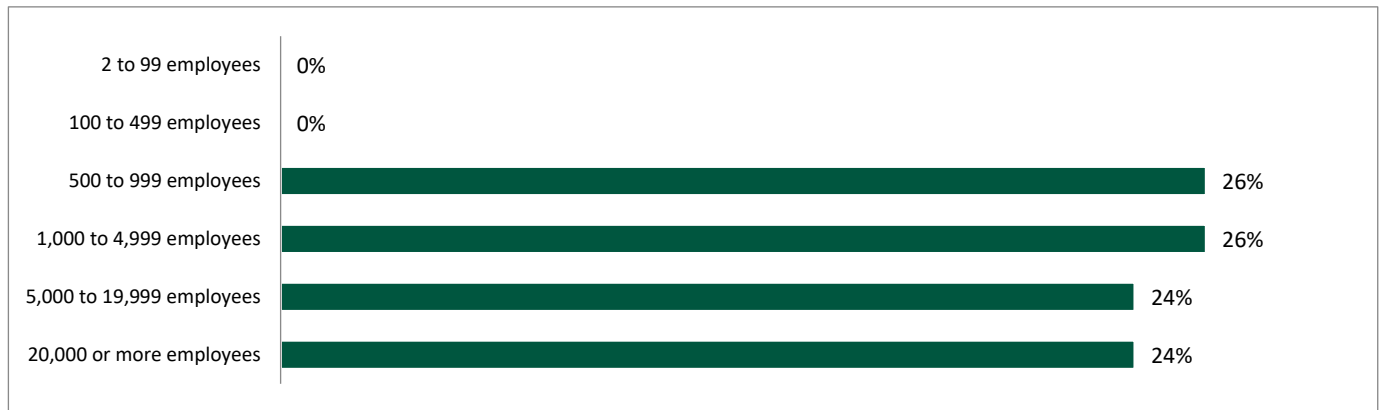 2 to 99 employees 0%
100 to 499 employees 0%
500 to 999 employees 26%
1,000 to 4,999 employees 26%
5,000 to 19,999 employees 24%
20,000 or more employees 24%